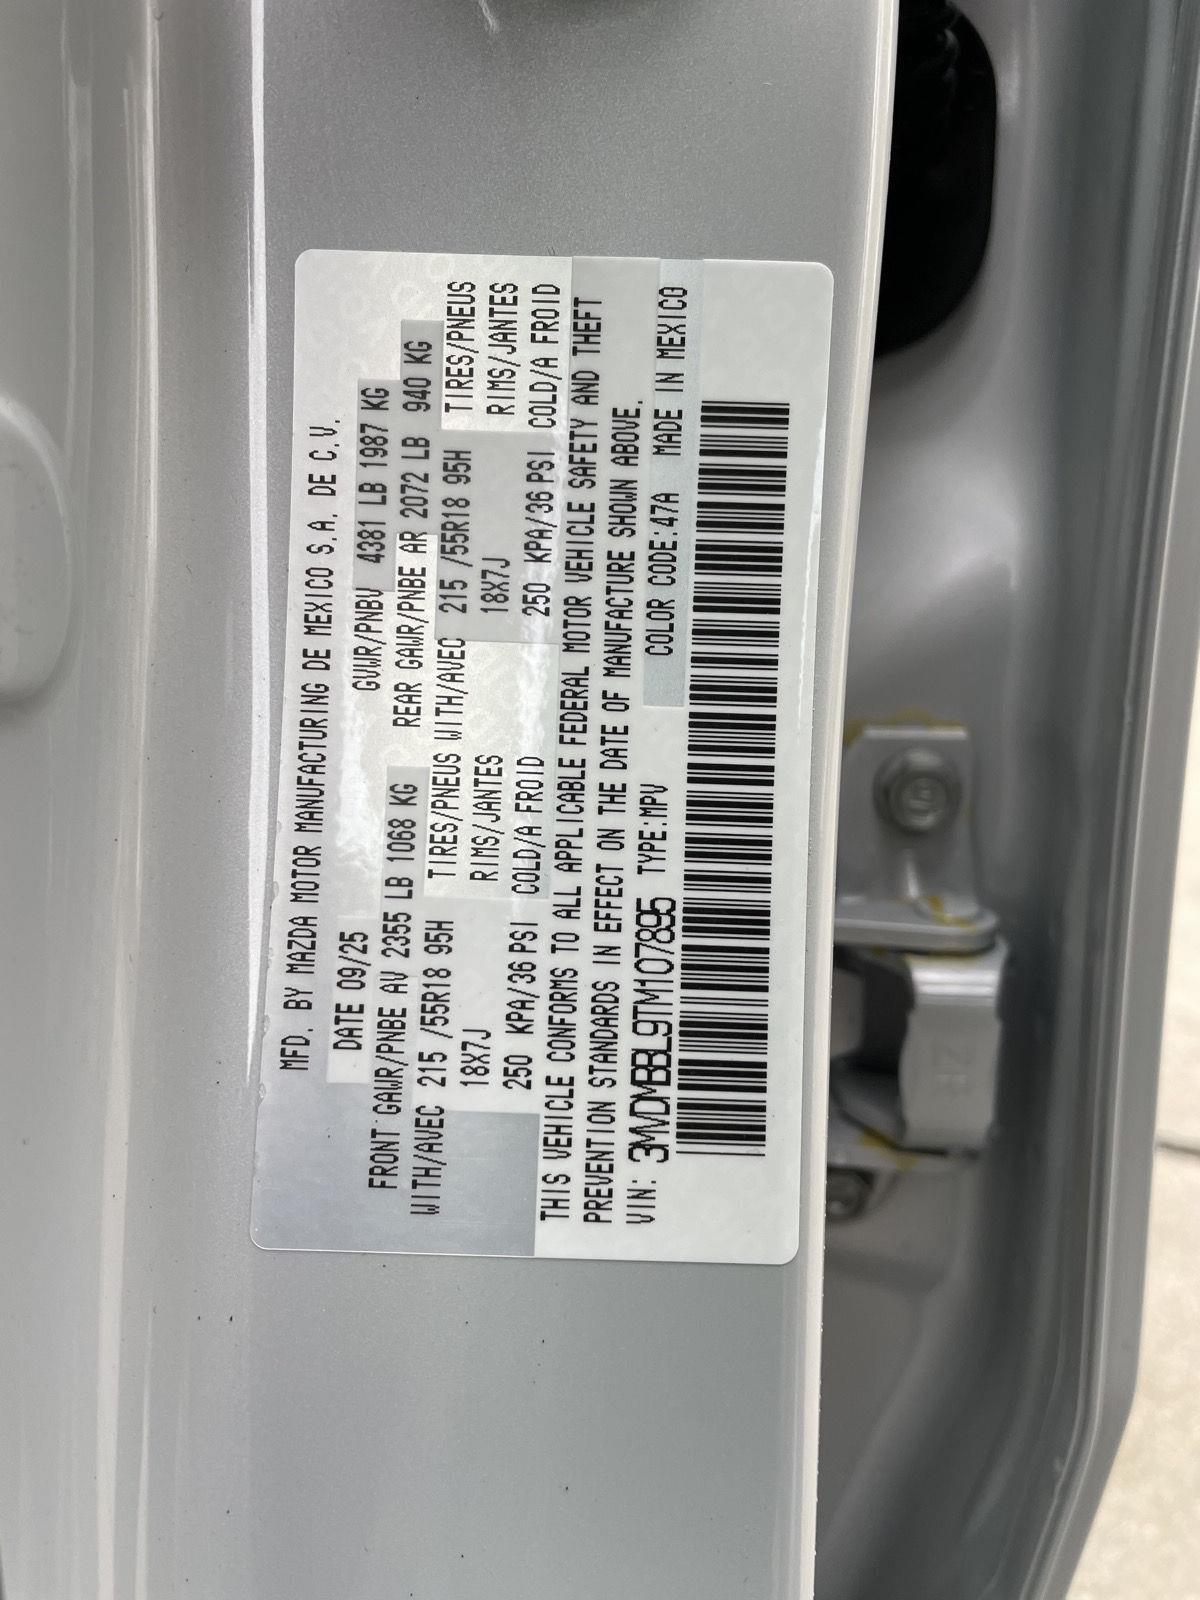 MFD. BY MAZDA MOTOR MANUFACTURING DE MEXICO S.A. DE C.V.
DATE 09/25 GVWR/PNBV 4381 LB 1987 KG
FRONT GAWR/PNBE AV 2355 LB 1068 KG REAR GAWR/PNBE AR 2072 LB 940 KG
WITH/AVEC 215 /55R18 95H TIRES/PNEUS WITH/AVEC 215 /55R18 95H TIRES/PNEUS
18X7J RIMS/JANTES 18X7J RIMS/JANTES
250 KPA/36 PSI COLD/A FROID 250 KPA/36 PSI COLD/A FROID
THIS VEHICLE CONFORMS TO ALL APPLICABLE FEDERAL MOTOR VEHICLE SAFETY AND THEFT
PREVENTION STANDARDS IN EFFECT ON THE DATE OF MANUFACTURE SHOWN ABOVE.
VIN: 3MVDMBBL9TM107895 TYPE:MPV COLOR CODE:47A MADE IN MEXICO